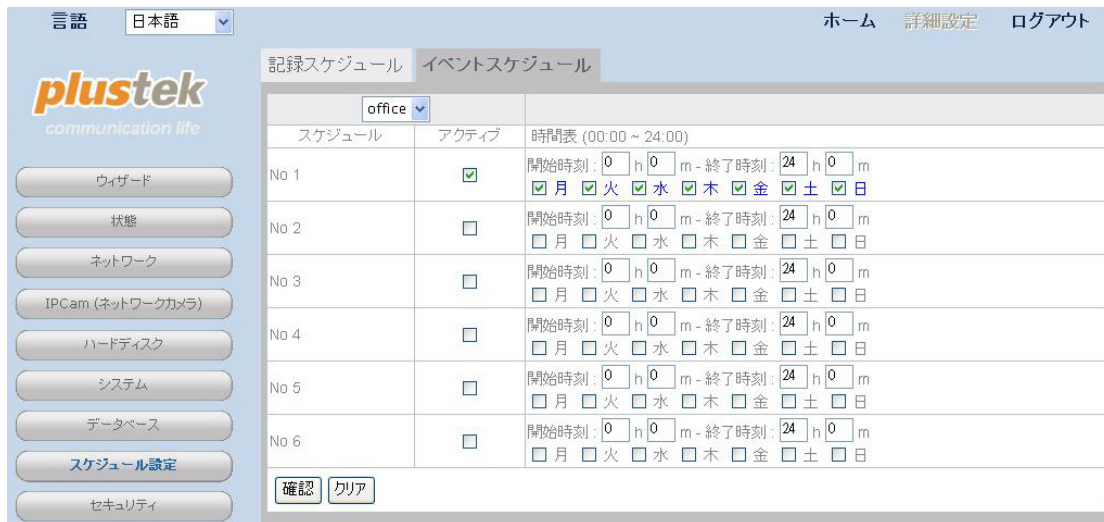 言語 日本語 ホーム 詳細設定 ログアウト
plustek
communication life
ウィザード
状態
ネットワーク
IPCam (ネットワークカメラ)
ハードディスク
システム
データベース
スケジュール設定
セキュリティ
記録スケジュール イベントスケジュール
office
スケジュール アクティブ 時間表 (00:00 ~ 24:00)
No 1 開始時刻 : 0 h 0 m - 終了時刻 : 24 h 0 m
月 火 水 木 金 土 日
No 2 開始時刻 : 0 h 0 m - 終了時刻 : 24 h 0 m
月 火 水 木 金 土 日
No 3 開始時刻 : 0 h 0 m - 終了時刻 : 24 h 0 m
月 火 水 木 金 土 日
No 4 開始時刻 : 0 h 0 m - 終了時刻 : 24 h 0 m
月 火 水 木 金 土 日
No 5 開始時刻 : 0 h 0 m - 終了時刻 : 24 h 0 m
月 火 水 木 金 土 日
No 6 開始時刻 : 0 h 0 m - 終了時刻 : 24 h 0 m
月 火 水 木 金 土 日
確認 クリア